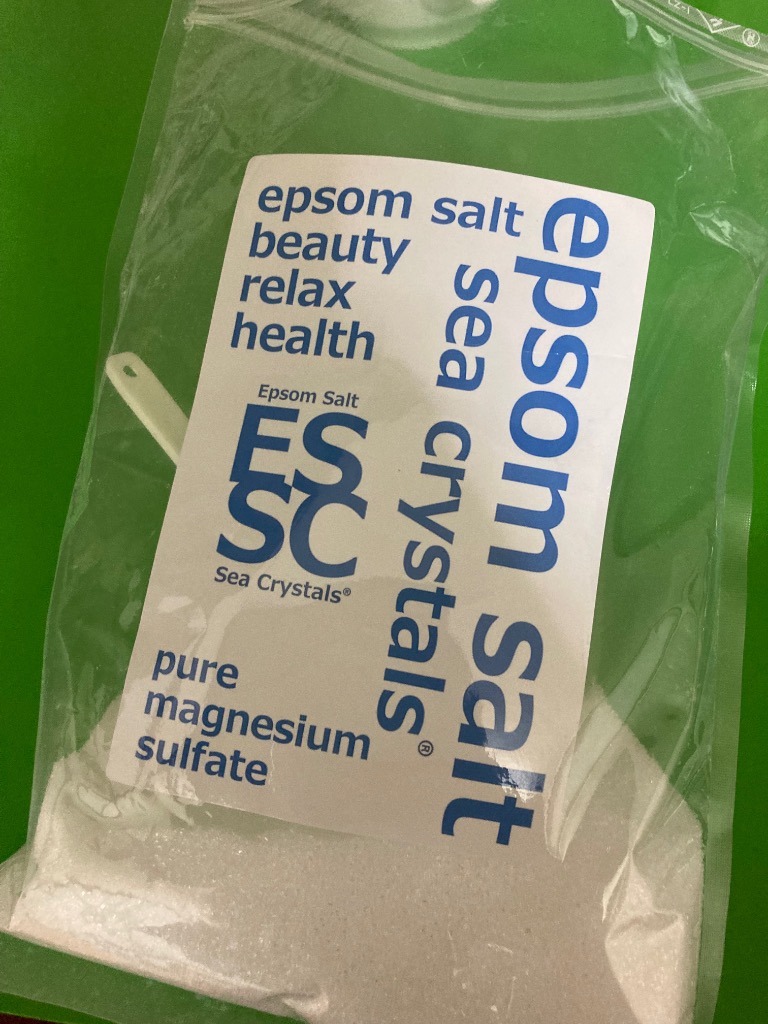 epsom salt
beauty
relax
health
Epsom Salt
ES
SC
Sea Crystals®
pure
magnesium
sulfate
sea crystals®
epsom salt